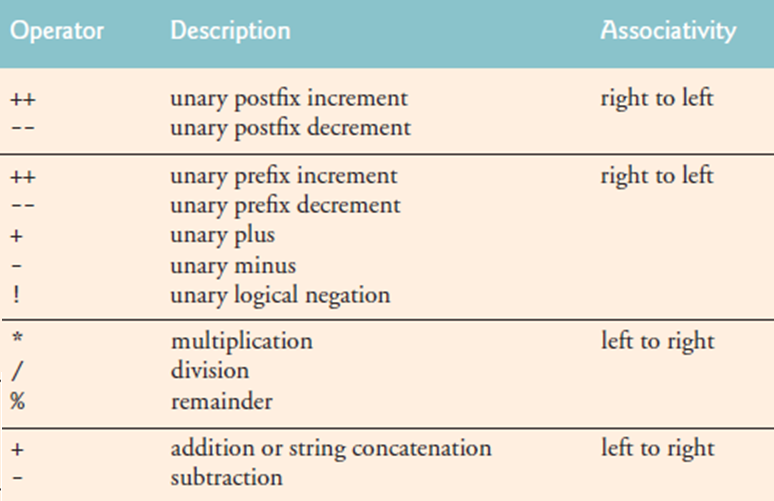 Operator Description Associativity
++ unary postfix increment right to left
-- unary postfix decrement
++ unary prefix increment right to left
-- unary prefix decrement
+ unary plus
- unary minus
! unary logical negation
* multiplication left to right
/ division
% remainder
+ addition or string concatenation left to right
- subtraction